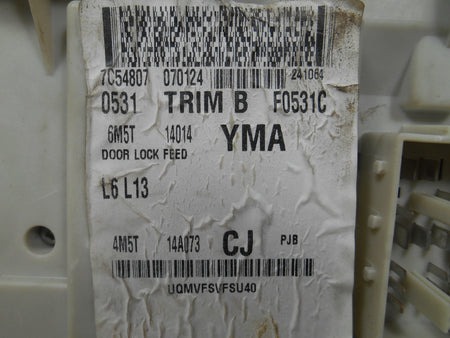 7C54807 070124 241064
0531 TRIM B F0531C
6M5T 14014 YMA
DOOR LOCK FEED
L6 L13
4M5T 14A073 CJ PJB
UQMVFSVFSU40